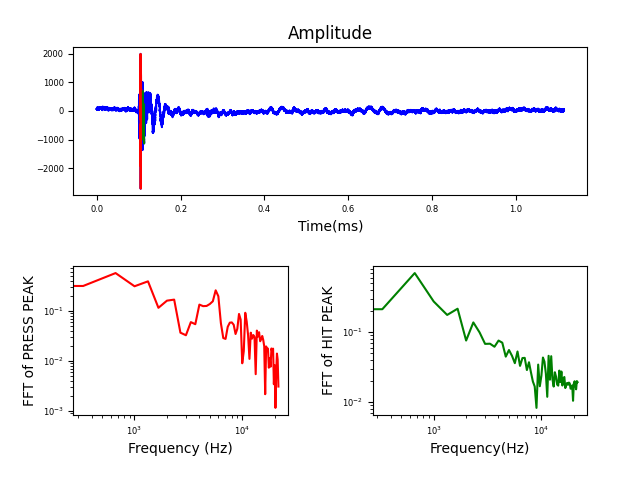 Amplitude
2000
1000
0
−1000
−2000
0.0 0.2 0.4 0.6 0.8 1.0
Time(ms)
FFT of PRESS PEAK
10⁻¹
10⁻²
10⁻³
10³ 10⁴
Frequency (Hz)
FFT of HIT PEAK
10⁻¹
10⁻²
10³ 10⁴
Frequency(Hz)